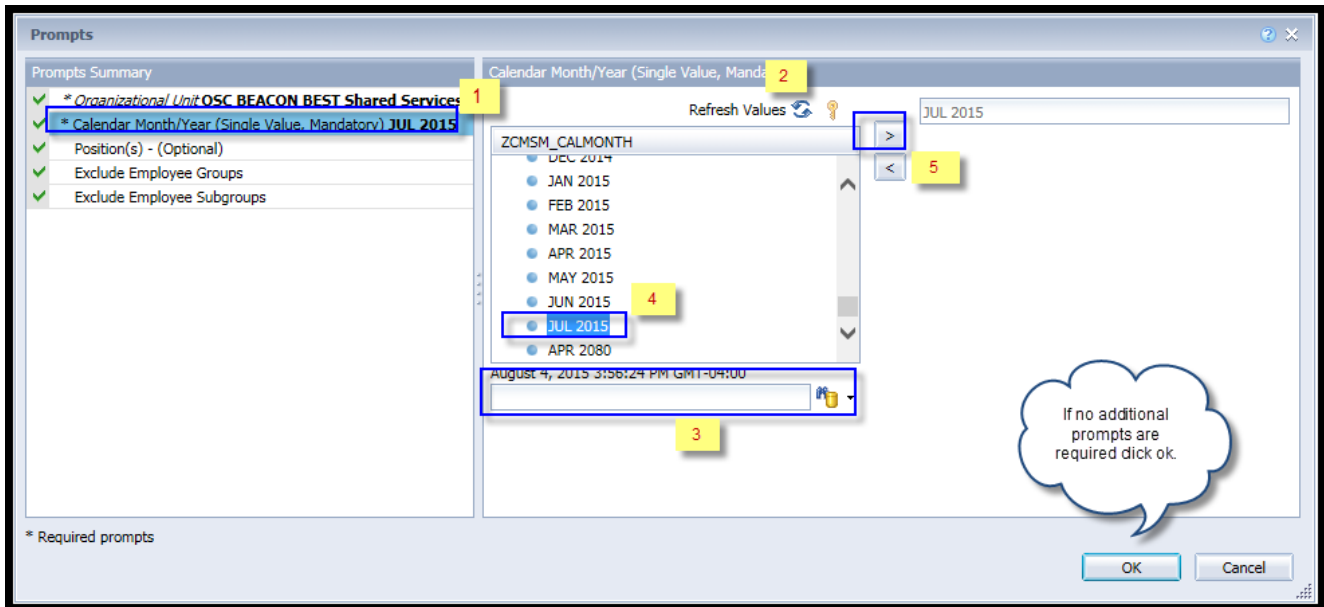 Prompts
Prompts Summary
* Organizational Unit OSC BEACON BEST Shared Services
1
* Calendar Month/Year (Single Value, Mandatory) JUL 2015
Position(s) - (Optional)
Exclude Employee Groups
Exclude Employee Subgroups
Calendar Month/Year (Single Value, Manda
2
Refresh Values
ZCMSM_CALMONTH
DEC 2014
JAN 2015
FEB 2015
MAR 2015
APR 2015
MAY 2015
JUN 2015
4
JUL 2015
APR 2080
August 4, 2015 3:56:24 PM GMT-04:00
3
>
<
5
JUL 2015
If no additional
prompts are
required click ok.
* Required prompts
OK
Cancel